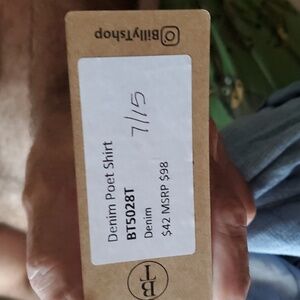 @BillyTshop
7/15
Denim Poet Shirt
BT5028T
Denim
$42 MSRP $98
BT